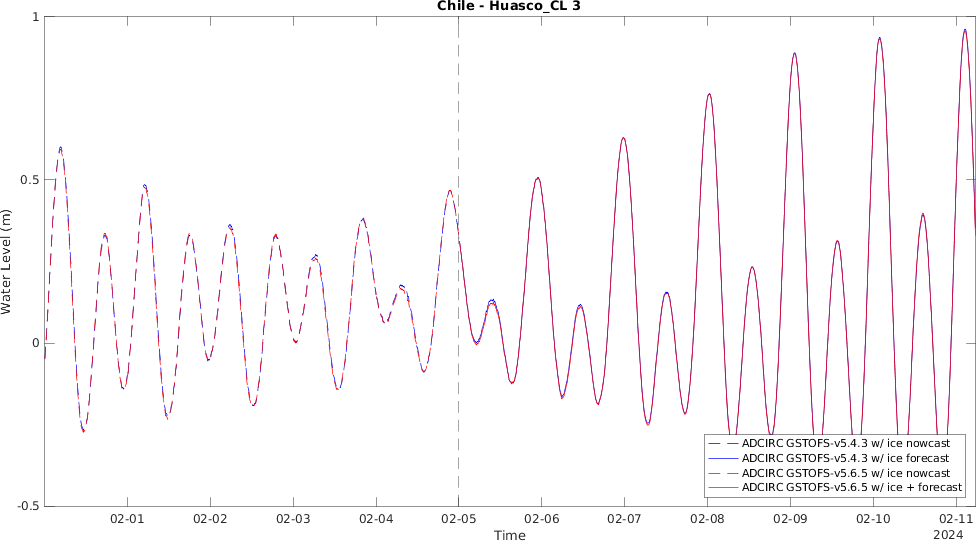 Chile - Huasco_CL 3
1
0.5
0
-0.5
Water Level (m)
02-01 02-02 02-03 02-04 02-05 02-06 02-07 02-08 02-09 02-10 02-11
Time
2024
ADCIRC GSTOFS-v5.4.3 w/ ice nowcast
ADCIRC GSTOFS-v5.4.3 w/ ice forecast
ADCIRC GSTOFS-v5.6.5 w/ ice nowcast
ADCIRC GSTOFS-v5.6.5 w/ ice + forecast